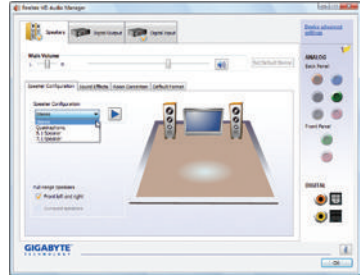 Realtek HD Audio Manager
Speakers
Digital Output
Digital Input
Device advanced
settings
Main Volume
L
R
Set Default Device
ANALOG
Back Panel
Speaker Configuration
Sound Effects
Room Correction
Default Format
Speaker Configuration
Stereo
Stereo
Quadraphonic
5.1 Speaker
7.1 Speaker
Front Panel
Full-range Speakers
Front left and right
Surround speakers
DIGITAL
GIGABYTE
TECHNOLOGY
OK